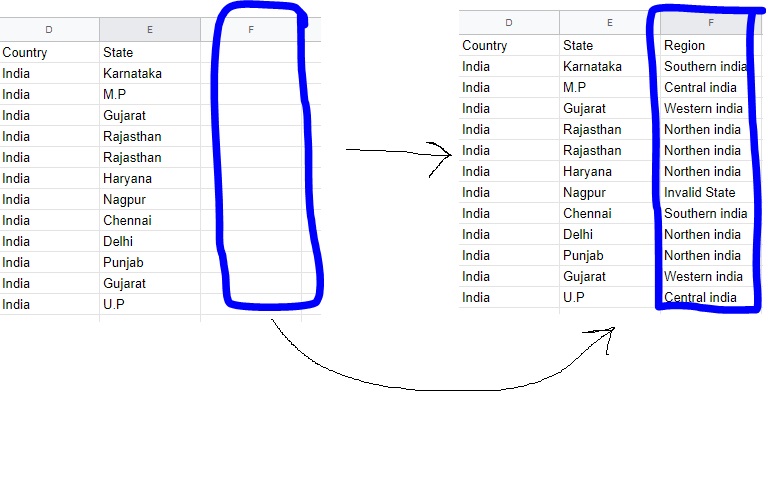 D E F
Country State
India Karnataka
India M.P
India Gujarat
India Rajasthan
India Rajasthan
India Haryana
India Nagpur
India Chennai
India Delhi
India Punjab
India Gujarat
India U.P
D E F
Country State Region
India Karnataka Southern india
India M.P Central india
India Gujarat Western india
India Rajasthan Northen india
India Rajasthan Northen india
India Haryana Northen india
India Nagpur Invalid State
India Chennai Southern india
India Delhi Northen india
India Punjab Northen india
India Gujarat Western india
India U.P Central india